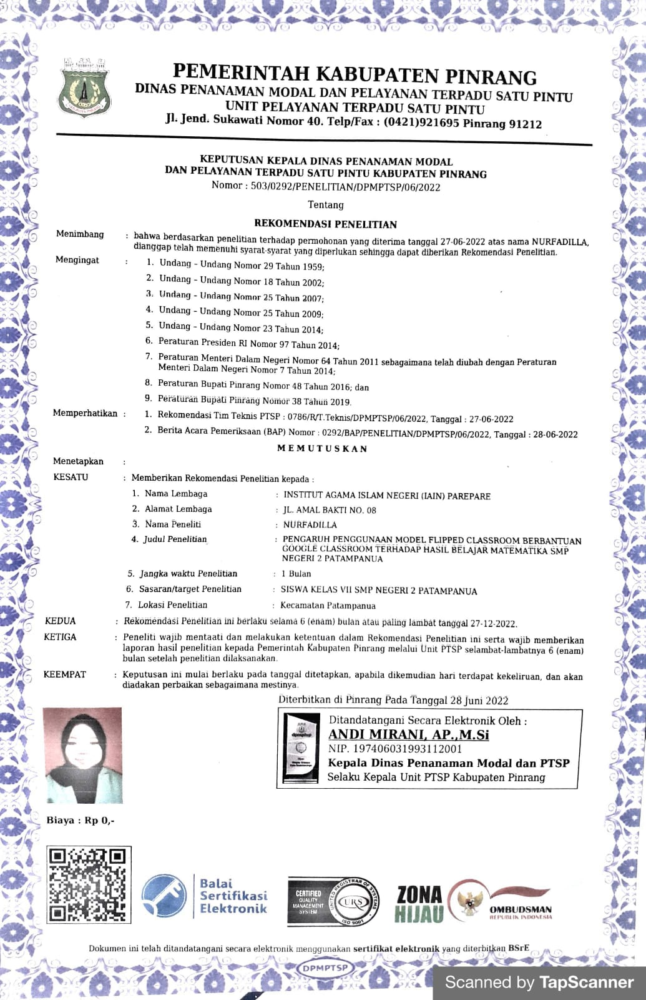 PEMERINTAH KABUPATEN PINRANG
DINAS PENANAMAN MODAL DAN PELAYANAN TERPADU SATU PINTU
UNIT PELAYANAN TERPADU SATU PINTU
Jl. Jend. Sukawati Nomor 40. Telp/Fax : (0421)921695 Pinrang 91212
KEPUTUSAN KEPALA DINAS PENANAMAN MODAL
DAN PELAYANAN TERPADU SATU PINTU KABUPATEN PINRANG
Nomor : 503/0292/PENELITIAN/DPMPTSP/06/2022
Tentang
REKOMENDASI PENELITIAN
Menimbang : bahwa berdasarkan penelitian terhadap permohonan yang diterima tanggal 27-06-2022 atas nama NURFADILLA,
dianggap telah memenuhi syarat-syarat yang diperlukan sehingga dapat diberikan Rekomendasi Penelitian.
Mengingat : 1. Undang – Undang Nomor 29 Tahun 1959;
2. Undang – Undang Nomor 18 Tahun 2002;
3. Undang – Undang Nomor 25 Tahun 2007;
4. Undang – Undang Nomor 25 Tahun 2009;
5. Undang – Undang Nomor 23 Tahun 2014;
6. Peraturan Presiden RI Nomor 97 Tahun 2014;
7. Peraturan Menteri Dalam Negeri Nomor 64 Tahun 2011 sebagaimana telah diubah dengan Peraturan
Menteri Dalam Negeri Nomor 7 Tahun 2014;
8. Peraturan Bupati Pinrang Nomor 48 Tahun 2016; dan
9. Peraturan Bupati Pinrang Nomor 38 Tahun 2019.
Memperhatikan : 1. Rekomendasi Tim Teknis PTSP : 0786/R/T.Teknis/DPMPTSP/06/2022, Tanggal : 27-06-2022
2. Berita Acara Pemeriksaan (BAP) Nomor : 0292/BAP/PENELITIAN/DPMPTSP/06/2022, Tanggal : 28-06-2022
MEMUTUSKAN
Menetapkan :
KESATU : Memberikan Rekomendasi Penelitian kepada :
1. Nama Lembaga : INSTITUT AGAMA ISLAM NEGERI (IAIN) PAREPARE
2. Alamat Lembaga : JL. AMAL BAKTI NO. 08
3. Nama Peneliti : NURFADILLA
4. Judul Penelitian : PENGARUH PENGGUNAAN MODEL FLIPPED CLASSROOM BERBANTUAN
GOOGLE CLASSROOM TERHADAP HASIL BELAJAR MATEMATIKA SMP
NEGERI 2 PATAMPANUA
5. Jangka waktu Penelitian : 1 Bulan
6. Sasaran/target Penelitian : SISWA KELAS VII SMP NEGERI 2 PATAMPANUA
7. Lokasi Penelitian : Kecamatan Patampanua
KEDUA : Rekomendasi Penelitian ini berlaku selama 6 (enam) bulan atau paling lambat tanggal 27-12-2022.
KETIGA : Peneliti wajib mentaati dan melakukan ketentuan dalam Rekomendasi Penelitian ini serta wajib memberikan
laporan hasil penelitian kepada Pemerintah Kabupaten Pinrang melalui Unit PTSP selambat-lambatnya 6 (enam)
bulan setelah penelitian dilaksanakan.
KEEMPAT : Keputusan ini mulai berlaku pada tanggal ditetapkan, apabila dikemudian hari terdapat kekeliruan, dan akan
diadakan perbaikan sebagaimana mestinya.
Diterbitkan di Pinrang Pada Tanggal 28 Juni 2022
dpmptsp
Ditandatangani Secara Elektronik Oleh :
ANDI MIRANI, AP.,M.Si
NIP. 197406031993112001
Kepala Dinas Penanaman Modal dan PTSP
Selaku Kepala Unit PTSP Kabupaten Pinrang
Biaya : Rp 0,-
Balai
Sertifikasi
Elektronik
CERTIFIED
QUALITY
MANAGEMENT
SYSTEM
UNITED REGISTRAR OF SYSTEMS
URS
ISO 9001
ZONA
HIJAU
OMBUDSMAN
REPUBLIK INDONESIA
Dokumen ini telah ditandatangani secara elektronik menggunakan sertifikat elektronik yang diterbitkan BSrE
DPMPTSP
Scanned by TapScanner